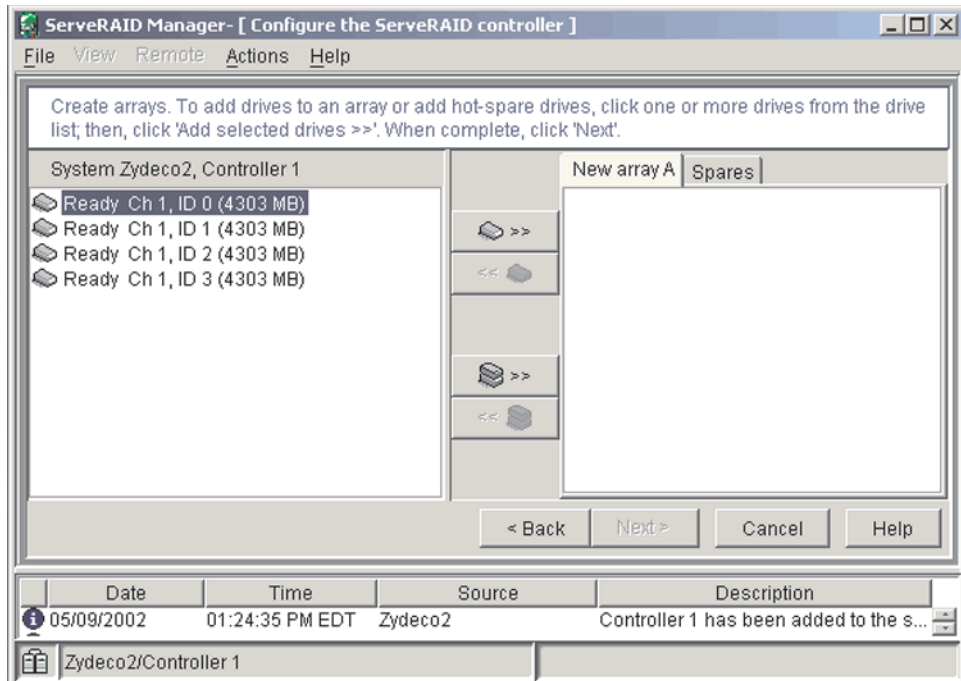 ServeRAID Manager- [ Configure the ServeRAID controller ]
File View Remote Actions Help
Create arrays. To add drives to an array or add hot-spare drives, click one or more drives from the drive
list; then, click 'Add selected drives >>'. When complete, click 'Next'.
System Zydeco2, Controller 1
New array A Spares
Ready Ch 1, ID 0 (4303 MB)
Ready Ch 1, ID 1 (4303 MB)
Ready Ch 1, ID 2 (4303 MB)
Ready Ch 1, ID 3 (4303 MB)
>>
<<
>>
<<
< Back Next > Cancel Help
Date Time Source Description
05/09/2002 01:24:35 PM EDT Zydeco2 Controller 1 has been added to the s...
Zydeco2/Controller 1